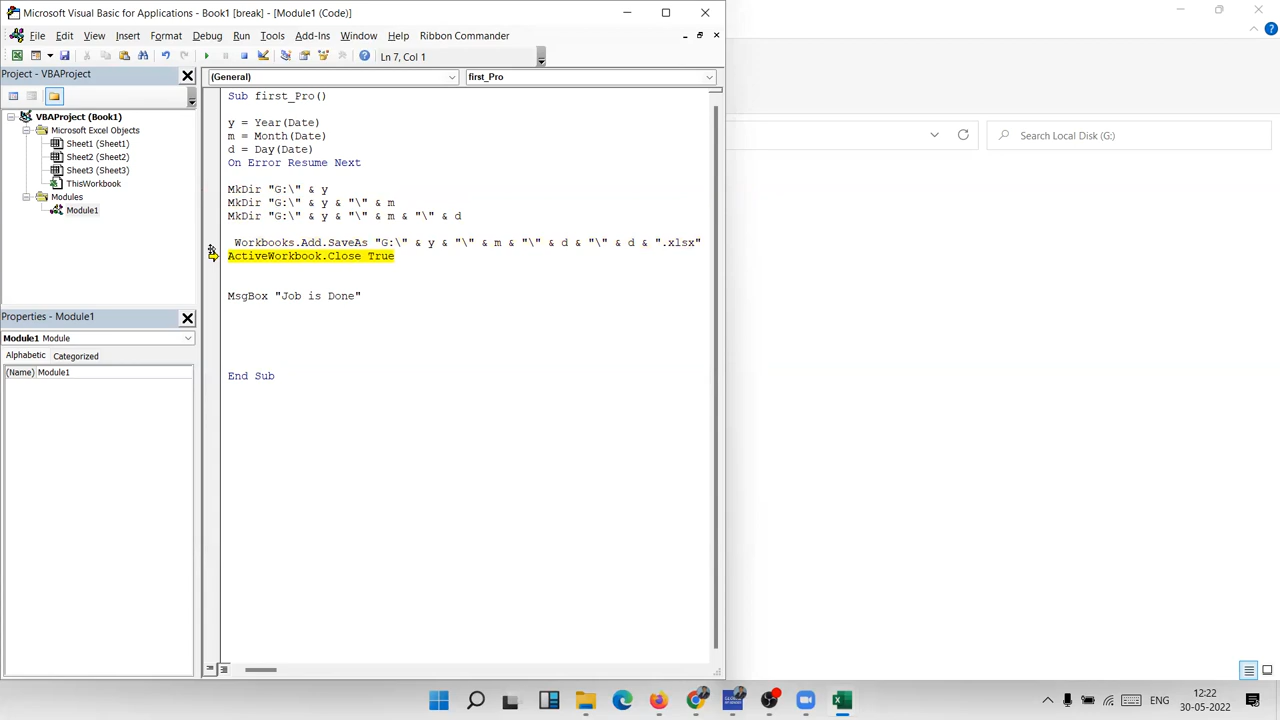 Microsoft Visual Basic for Applications - Book1 [break] - [Module1 (Code)]
File Edit View Insert Format Debug Run Tools Add-Ins Window Help Ribbon Commander
Ln 7, Col 1
Project - VBAProject
(General)
first_Pro
VBAProject (Book1)
Microsoft Excel Objects
Sheet1 (Sheet1)
Sheet2 (Sheet2)
Sheet3 (Sheet3)
ThisWorkbook
Modules
Module1
Properties - Module1
Module1 Module
Alphabetic Categorized
(Name) Module1
Sub first_Pro()
y = Year(Date)
m = Month(Date)
d = Day(Date)
On Error Resume Next
MkDir "G:\" & y
MkDir "G:\" & y & "\" & m
MkDir "G:\" & y & "\" & m & "\" & d
Workbooks.Add.SaveAs "G:\" & y & "\" & m & "\" & d & "\" & d & ".xlsx"
ActiveWorkbook.Close True
MsgBox "Job is Done"
End Sub
Search Local Disk (G:)
ENG
12:22
30-05-2022